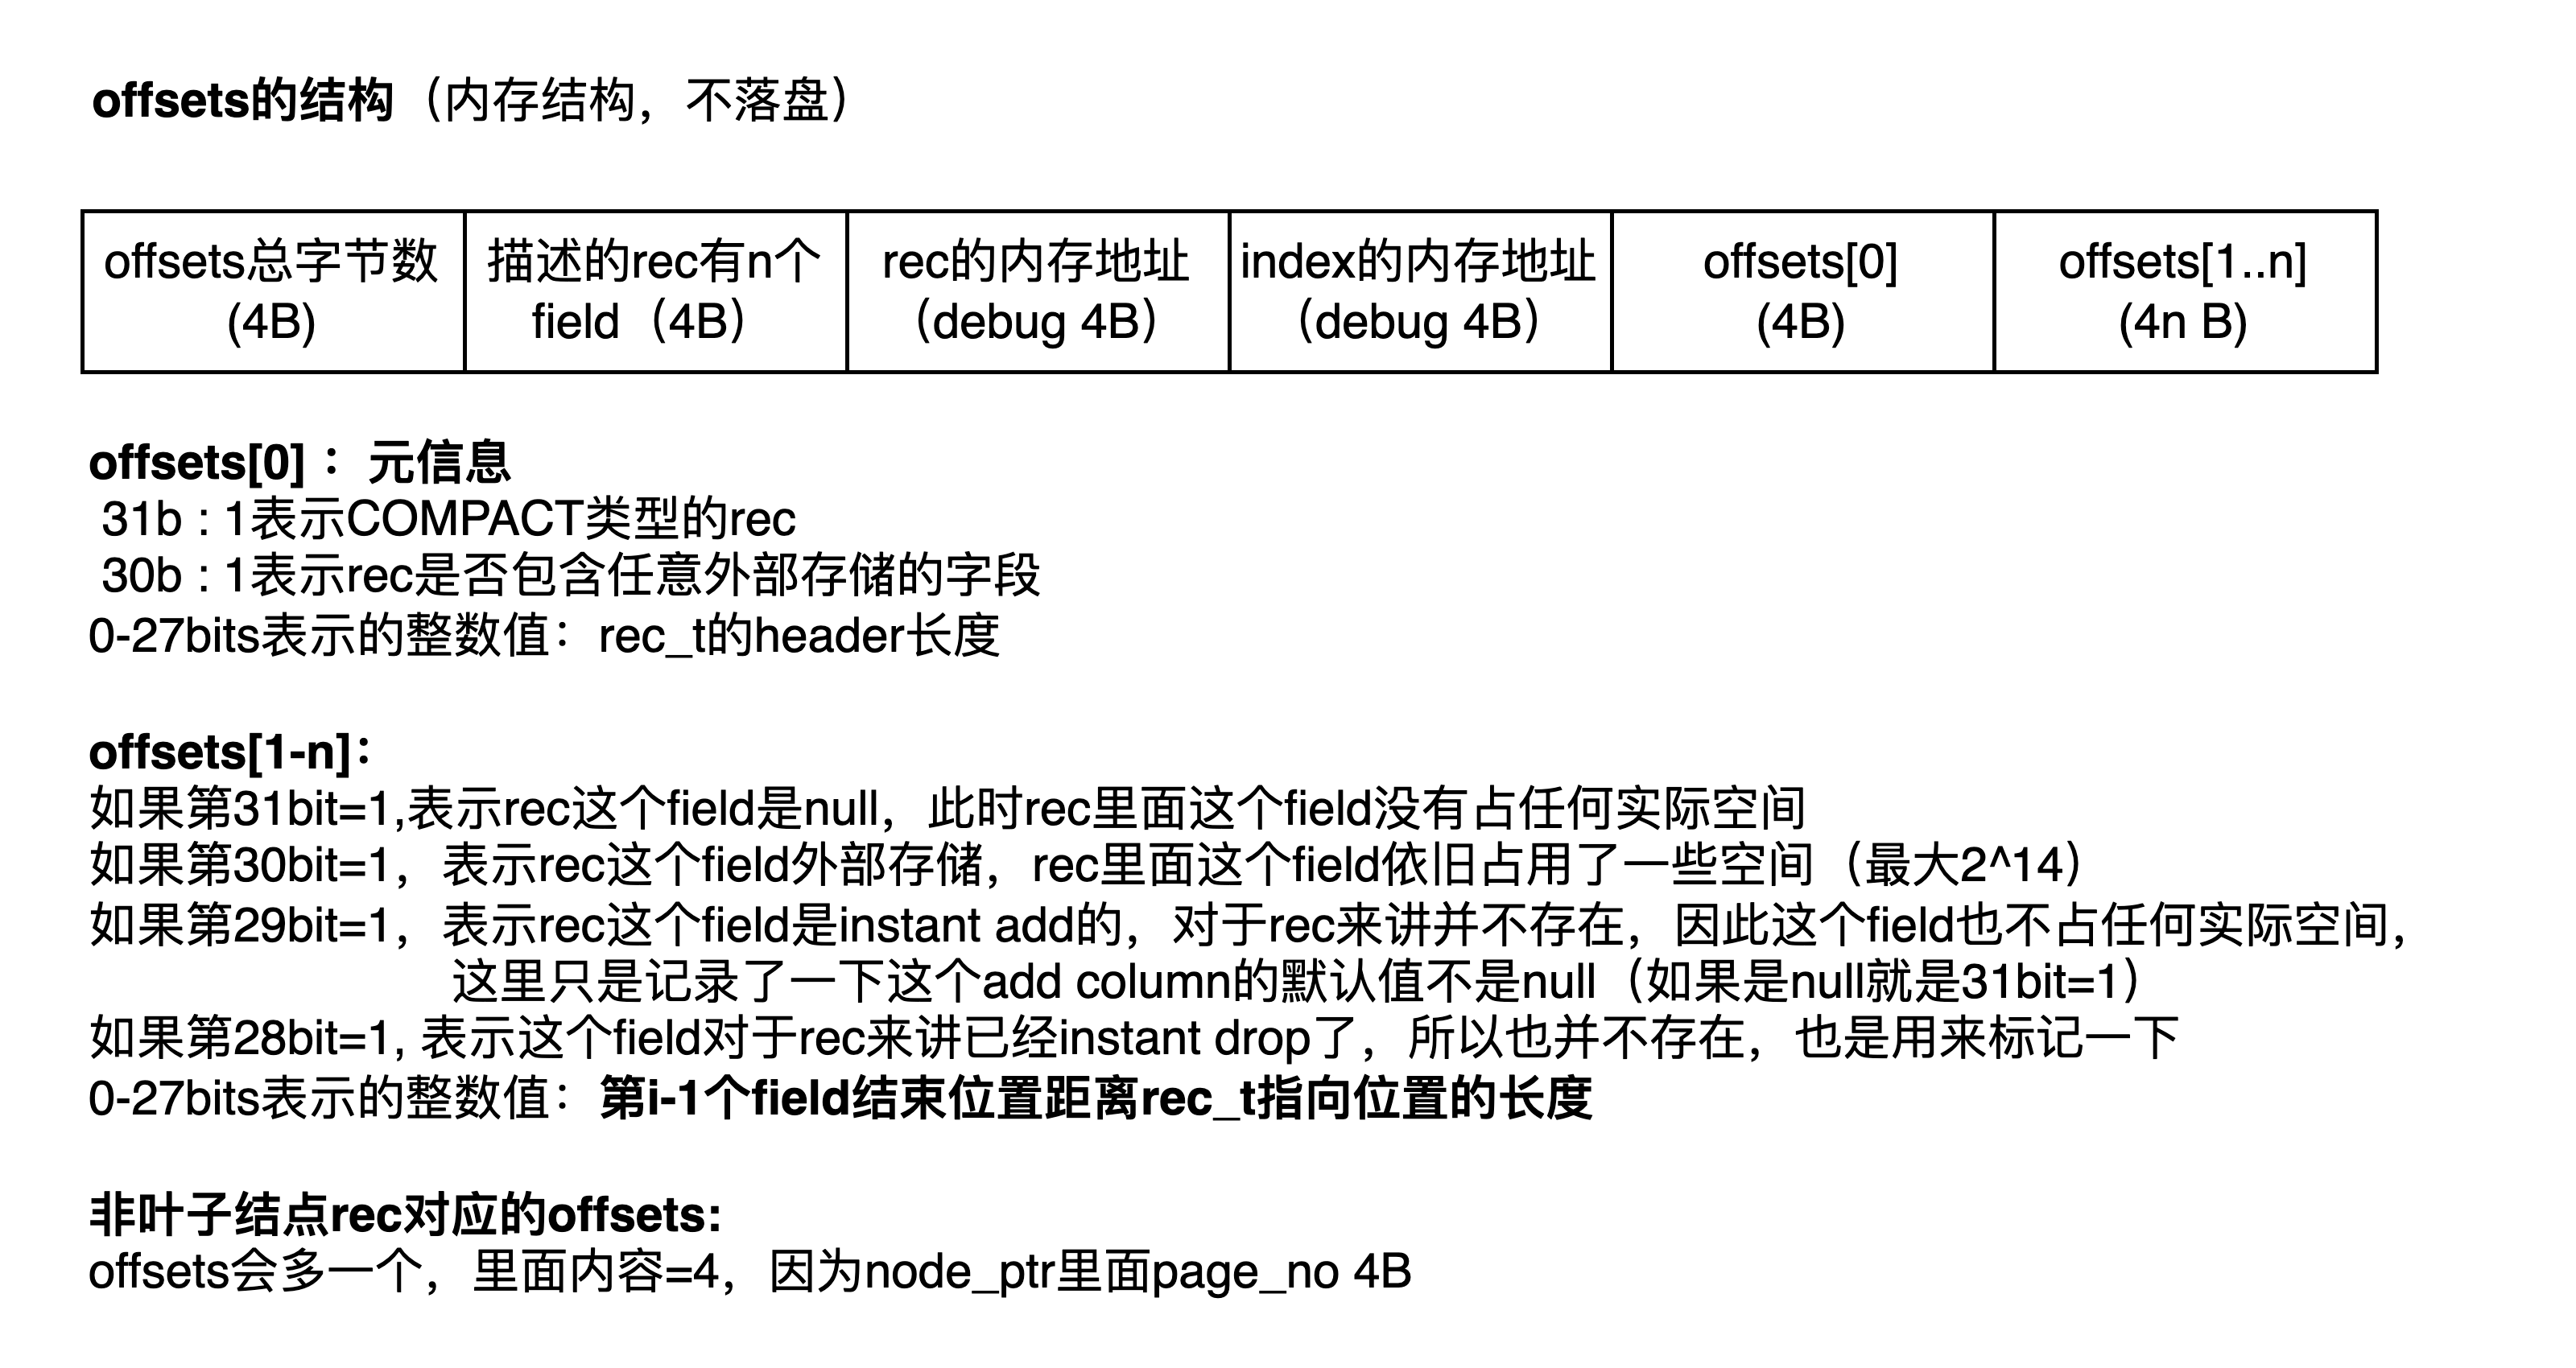 offsets的结构（内存结构，不落盘）
offsets总字节数
(4B)
描述的rec有n个
field（4B）
rec的内存地址
（debug 4B）
index的内存地址
（debug 4B）
offsets[0]
(4B)
offsets[1..n]
(4n B)
offsets[0] ：元信息
31b : 1表示COMPACT类型的rec
30b : 1表示rec是否包含任意外部存储的字段
0-27bits表示的整数值：rec_t的header长度
offsets[1-n]：
如果第31bit=1,表示rec这个field是null，此时rec里面这个field没有占任何实际空间
如果第30bit=1，表示rec这个field外部存储，rec里面这个field依旧占用了一些空间（最大2^14）
如果第29bit=1，表示rec这个field是instant add的，对于rec来讲并不存在，因此这个field也不占任何实际空间，
这里只是记录了一下这个add column的默认值不是null（如果是null就是31bit=1）
如果第28bit=1, 表示这个field对于rec来讲已经instant drop了，所以也并不存在，也是用来标记一下
0-27bits表示的整数值：第i-1个field结束位置距离rec_t指向位置的长度
非叶子结点rec对应的offsets:
offsets会多一个，里面内容=4，因为node_ptr里面page_no 4B